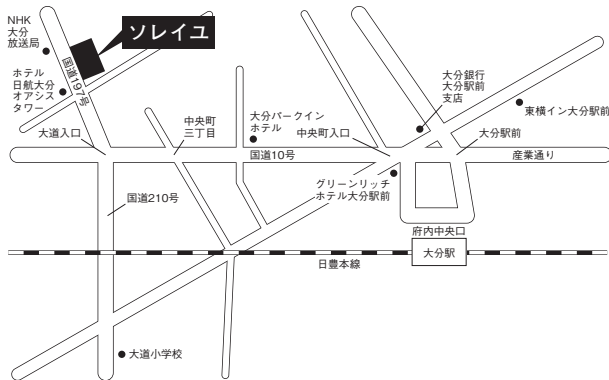 NHK
大分
放送局
ソレイユ
国道197号
ホテル
日航大分
オアシス
タワー
大道入口
中央町
三丁目
大分パークイン
ホテル
中央町入口
大分銀行
大分駅前
支店
東横イン大分駅前
大分駅前
国道10号
産業通り
グリーンリッチ
ホテル大分駅前
国道210号
府内中央口
大分駅
日豊本線
大道小学校